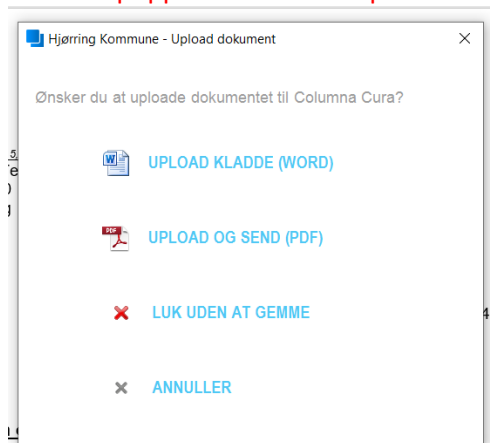 Hjørring Kommune - Upload dokument
Ønsker du at uploade dokumentet til Columna Cura?
UPLOAD KLADDE (WORD)
PDF
UPLOAD OG SEND (PDF)
LUK UDEN AT GEMME
ANNULLER